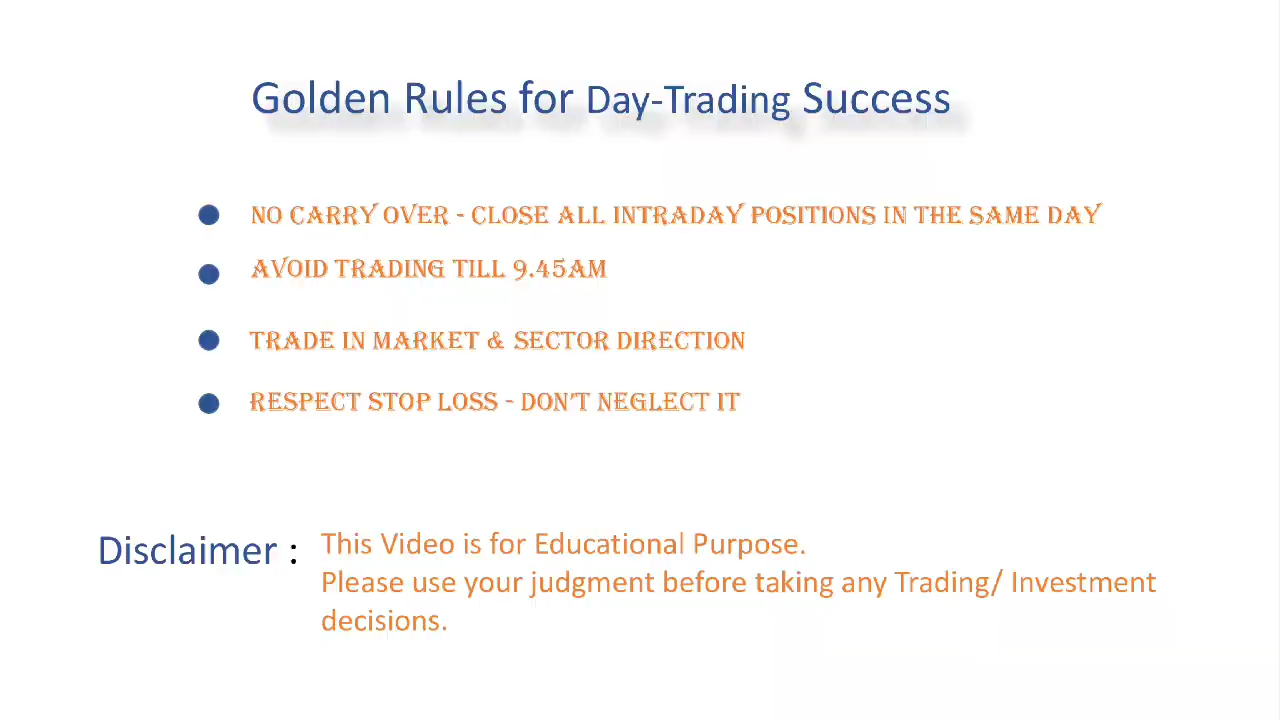 Golden Rules for Day-Trading Success
NO CARRY OVER - CLOSE ALL INTRADAY POSITIONS IN THE SAME DAY
AVOID TRADING TILL 9.45AM
TRADE IN MARKET & SECTOR DIRECTION
RESPECT STOP LOSS - DON'T NEGLECT IT
Disclaimer : This Video is for Educational Purpose.
Please use your judgment before taking any Trading/ Investment
decisions.